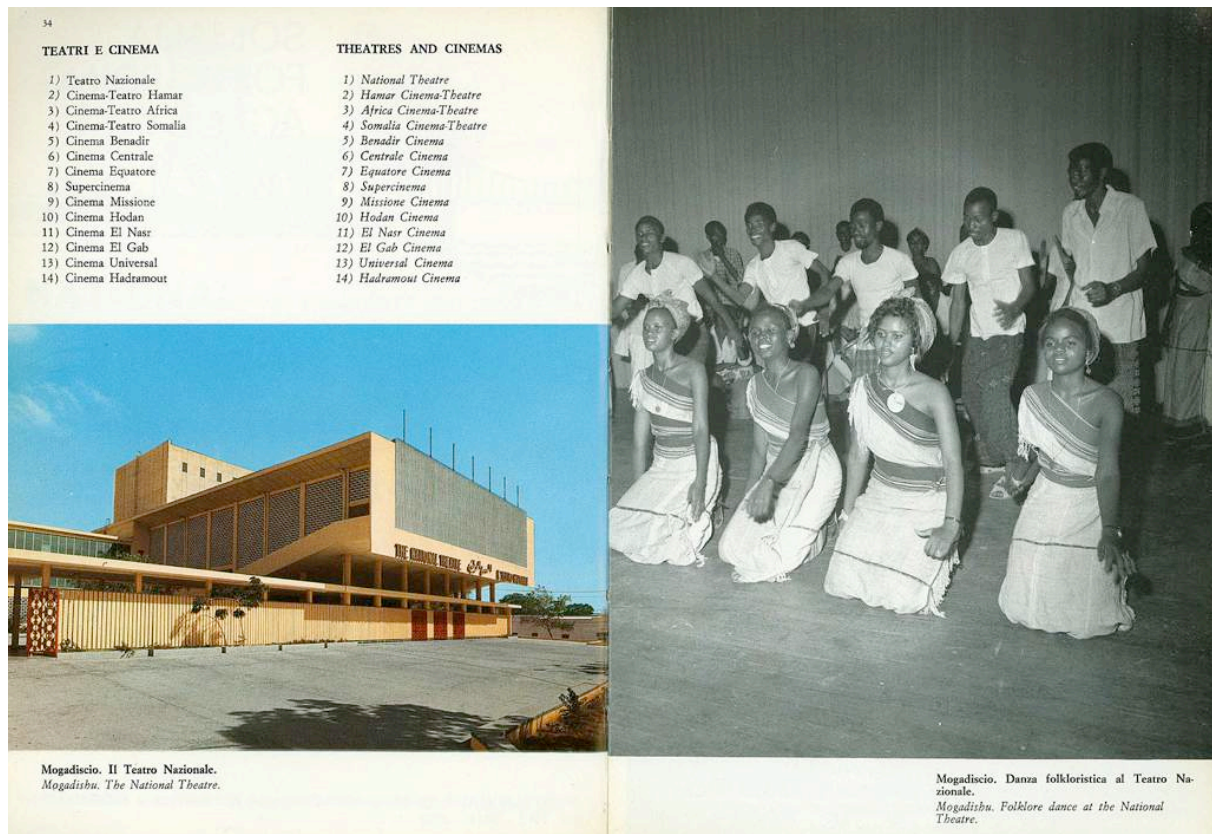 34
TEATRI E CINEMA
1) Teatro Nazionale
2) Cinema-Teatro Hamar
3) Cinema-Teatro Africa
4) Cinema-Teatro Somalia
5) Cinema Benadir
6) Cinema Centrale
7) Cinema Equatore
8) Supercinema
9) Cinema Missione
10) Cinema Hodan
11) Cinema El Nasr
12) Cinema El Gab
13) Cinema Universal
14) Cinema Hadramout
THEATRES AND CINEMAS
1) National Theatre
2) Hamar Cinema-Theatre
3) Africa Cinema-Theatre
4) Somalia Cinema-Theatre
5) Benadir Cinema
6) Centrale Cinema
7) Equatore Cinema
8) Supercinema
9) Missione Cinema
10) Hodan Cinema
11) El Nasr Cinema
12) El Gab Cinema
13) Universal Cinema
14) Hadramout Cinema
THE NATIONAL THEATRE
Mogadiscio. Il Teatro Nazionale.
Mogadishu. The National Theatre.
Mogadiscio. Danza folkloristica al Teatro Na-
zionale.
Mogadishu. Folklore dance at the National
Theatre.